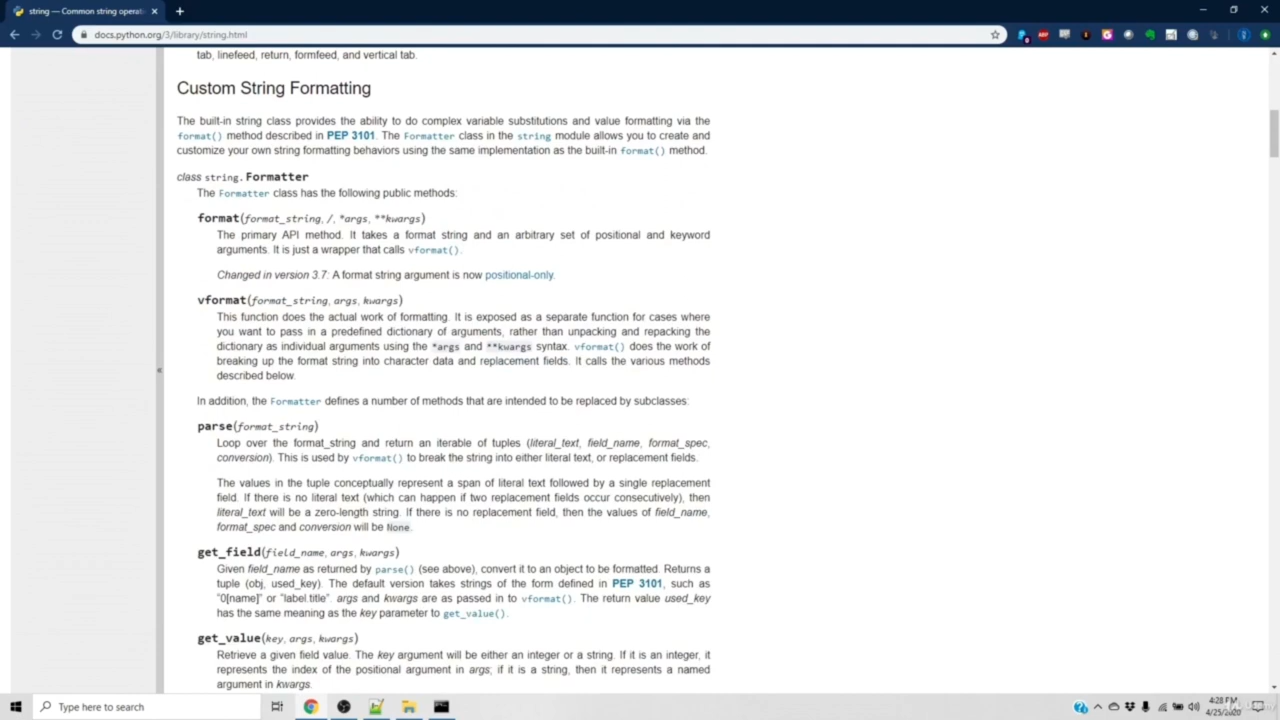 string — Common string operati
docs.python.org/3/library/string.html
tab, linefeed, return, formfeed, and vertical tab.
Custom String Formatting
The built-in string class provides the ability to do complex variable substitutions and value formatting via the
format() method described in PEP 3101. The Formatter class in the string module allows you to create and
customize your own string formatting behaviors using the same implementation as the built-in format() method.
class string.Formatter
The Formatter class has the following public methods:
format(format_string, /, *args, **kwargs)
The primary API method. It takes a format string and an arbitrary set of positional and keyword
arguments. It is just a wrapper that calls vformat().
Changed in version 3.7: A format string argument is now positional-only.
vformat(format_string, args, kwargs)
This function does the actual work of formatting. It is exposed as a separate function for cases where
you want to pass in a predefined dictionary of arguments, rather than unpacking and repacking the
dictionary as individual arguments using the *args and **kwargs syntax. vformat() does the work of
breaking up the format string into character data and replacement fields. It calls the various methods
described below.
In addition, the Formatter defines a number of methods that are intended to be replaced by subclasses:
parse(format_string)
Loop over the format_string and return an iterable of tuples (literal_text, field_name, format_spec,
conversion). This is used by vformat() to break the string into either literal text, or replacement fields.
The values in the tuple conceptually represent a span of literal text followed by a single replacement
field. If there is no literal text (which can happen if two replacement fields occur consecutively), then
literal_text will be a zero-length string. If there is no replacement field, then the values of field_name,
format_spec and conversion will be None.
get_field(field_name, args, kwargs)
Given field_name as returned by parse() (see above), convert it to an object to be formatted. Returns a
tuple (obj, used_key). The default version takes strings of the form defined in PEP 3101, such as
“0[name]” or “label.title”. args and kwargs are as passed in to vformat(). The return value used_key
has the same meaning as the key parameter to get_value().
get_value(key, args, kwargs)
Retrieve a given field value. The key argument will be either an integer or a string. If it is an integer, it
represents the index of the positional argument in args; if it is a string, then it represents a named
argument in kwargs.
Type here to search
4:28 PM
4/25/2020